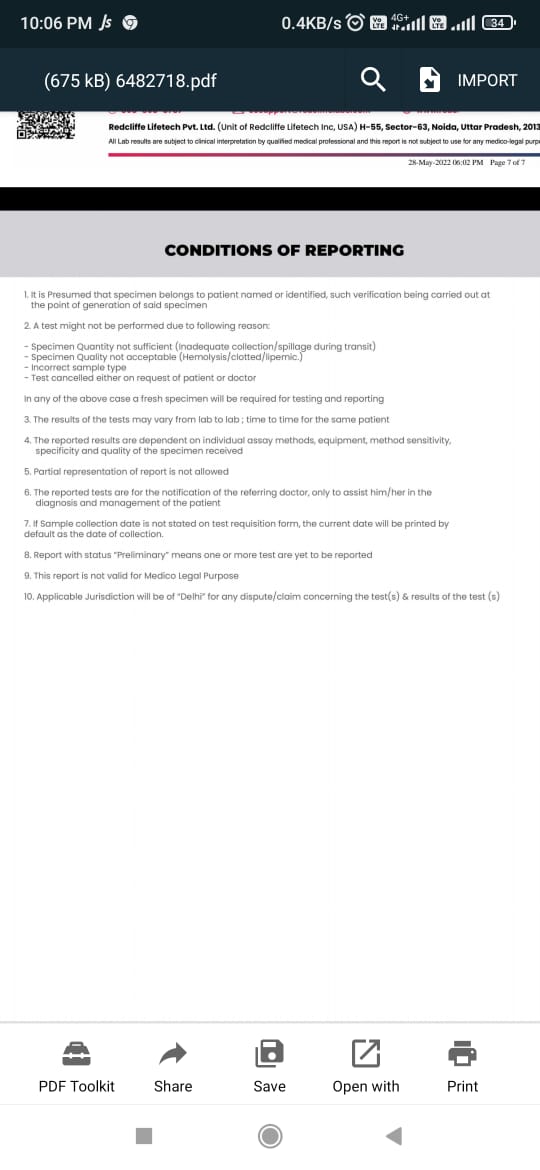 10:06 PM
0.4KB/s Vo LTE 4G+ Vo LTE 34
(675 kB) 6482718.pdf IMPORT
Redcliffe Lifetech Pvt. Ltd. (Unit of Redcliffe Lifetech Inc, USA) H-55, Sector-63, Noida, Uttar Pradesh, 2013
All Lab results are subject to clinical interpretation by qualified medical professional and this report is not subject to use for any medico-legal purp
28-May-2022 06:02 PM Page 7 of 7
CONDITIONS OF REPORTING
1. It is Presumed that specimen belongs to patient named or identified, such verification being carried out at
the point of generation of said specimen
2. A test might not be performed due to following reason:
- Specimen Quantity not sufficient (Inadequate collection/spillage during transit)
- Specimen Quality not acceptable (Hemolysis/clotted/lipemic.)
- Incorrect sample type
- Test cancelled either on request of patient or doctor
In any of the above case a fresh specimen will be required for testing and reporting
3. The results of the tests may vary from lab to lab ; time to time for the same patient
4. The reported results are dependent on individual assay methods, equipment, method sensitivity,
specificity and quality of the specimen received
5. Partial representation of report is not allowed
6. The reported tests are for the notification of the referring doctor, only to assist him/her in the
diagnosis and management of the patient
7. If Sample collection date is not stated on test requisition form, the current date will be printed by
default as the date of collection.
8. Report with status "Preliminary" means one or more test are yet to be reported
9. This report is not valid for Medico Legal Purpose
10. Applicable Jurisdiction will be of "Delhi" for any dispute/claim concerning the test(s) & results of the test (s)
PDF Toolkit Share Save Open with Print